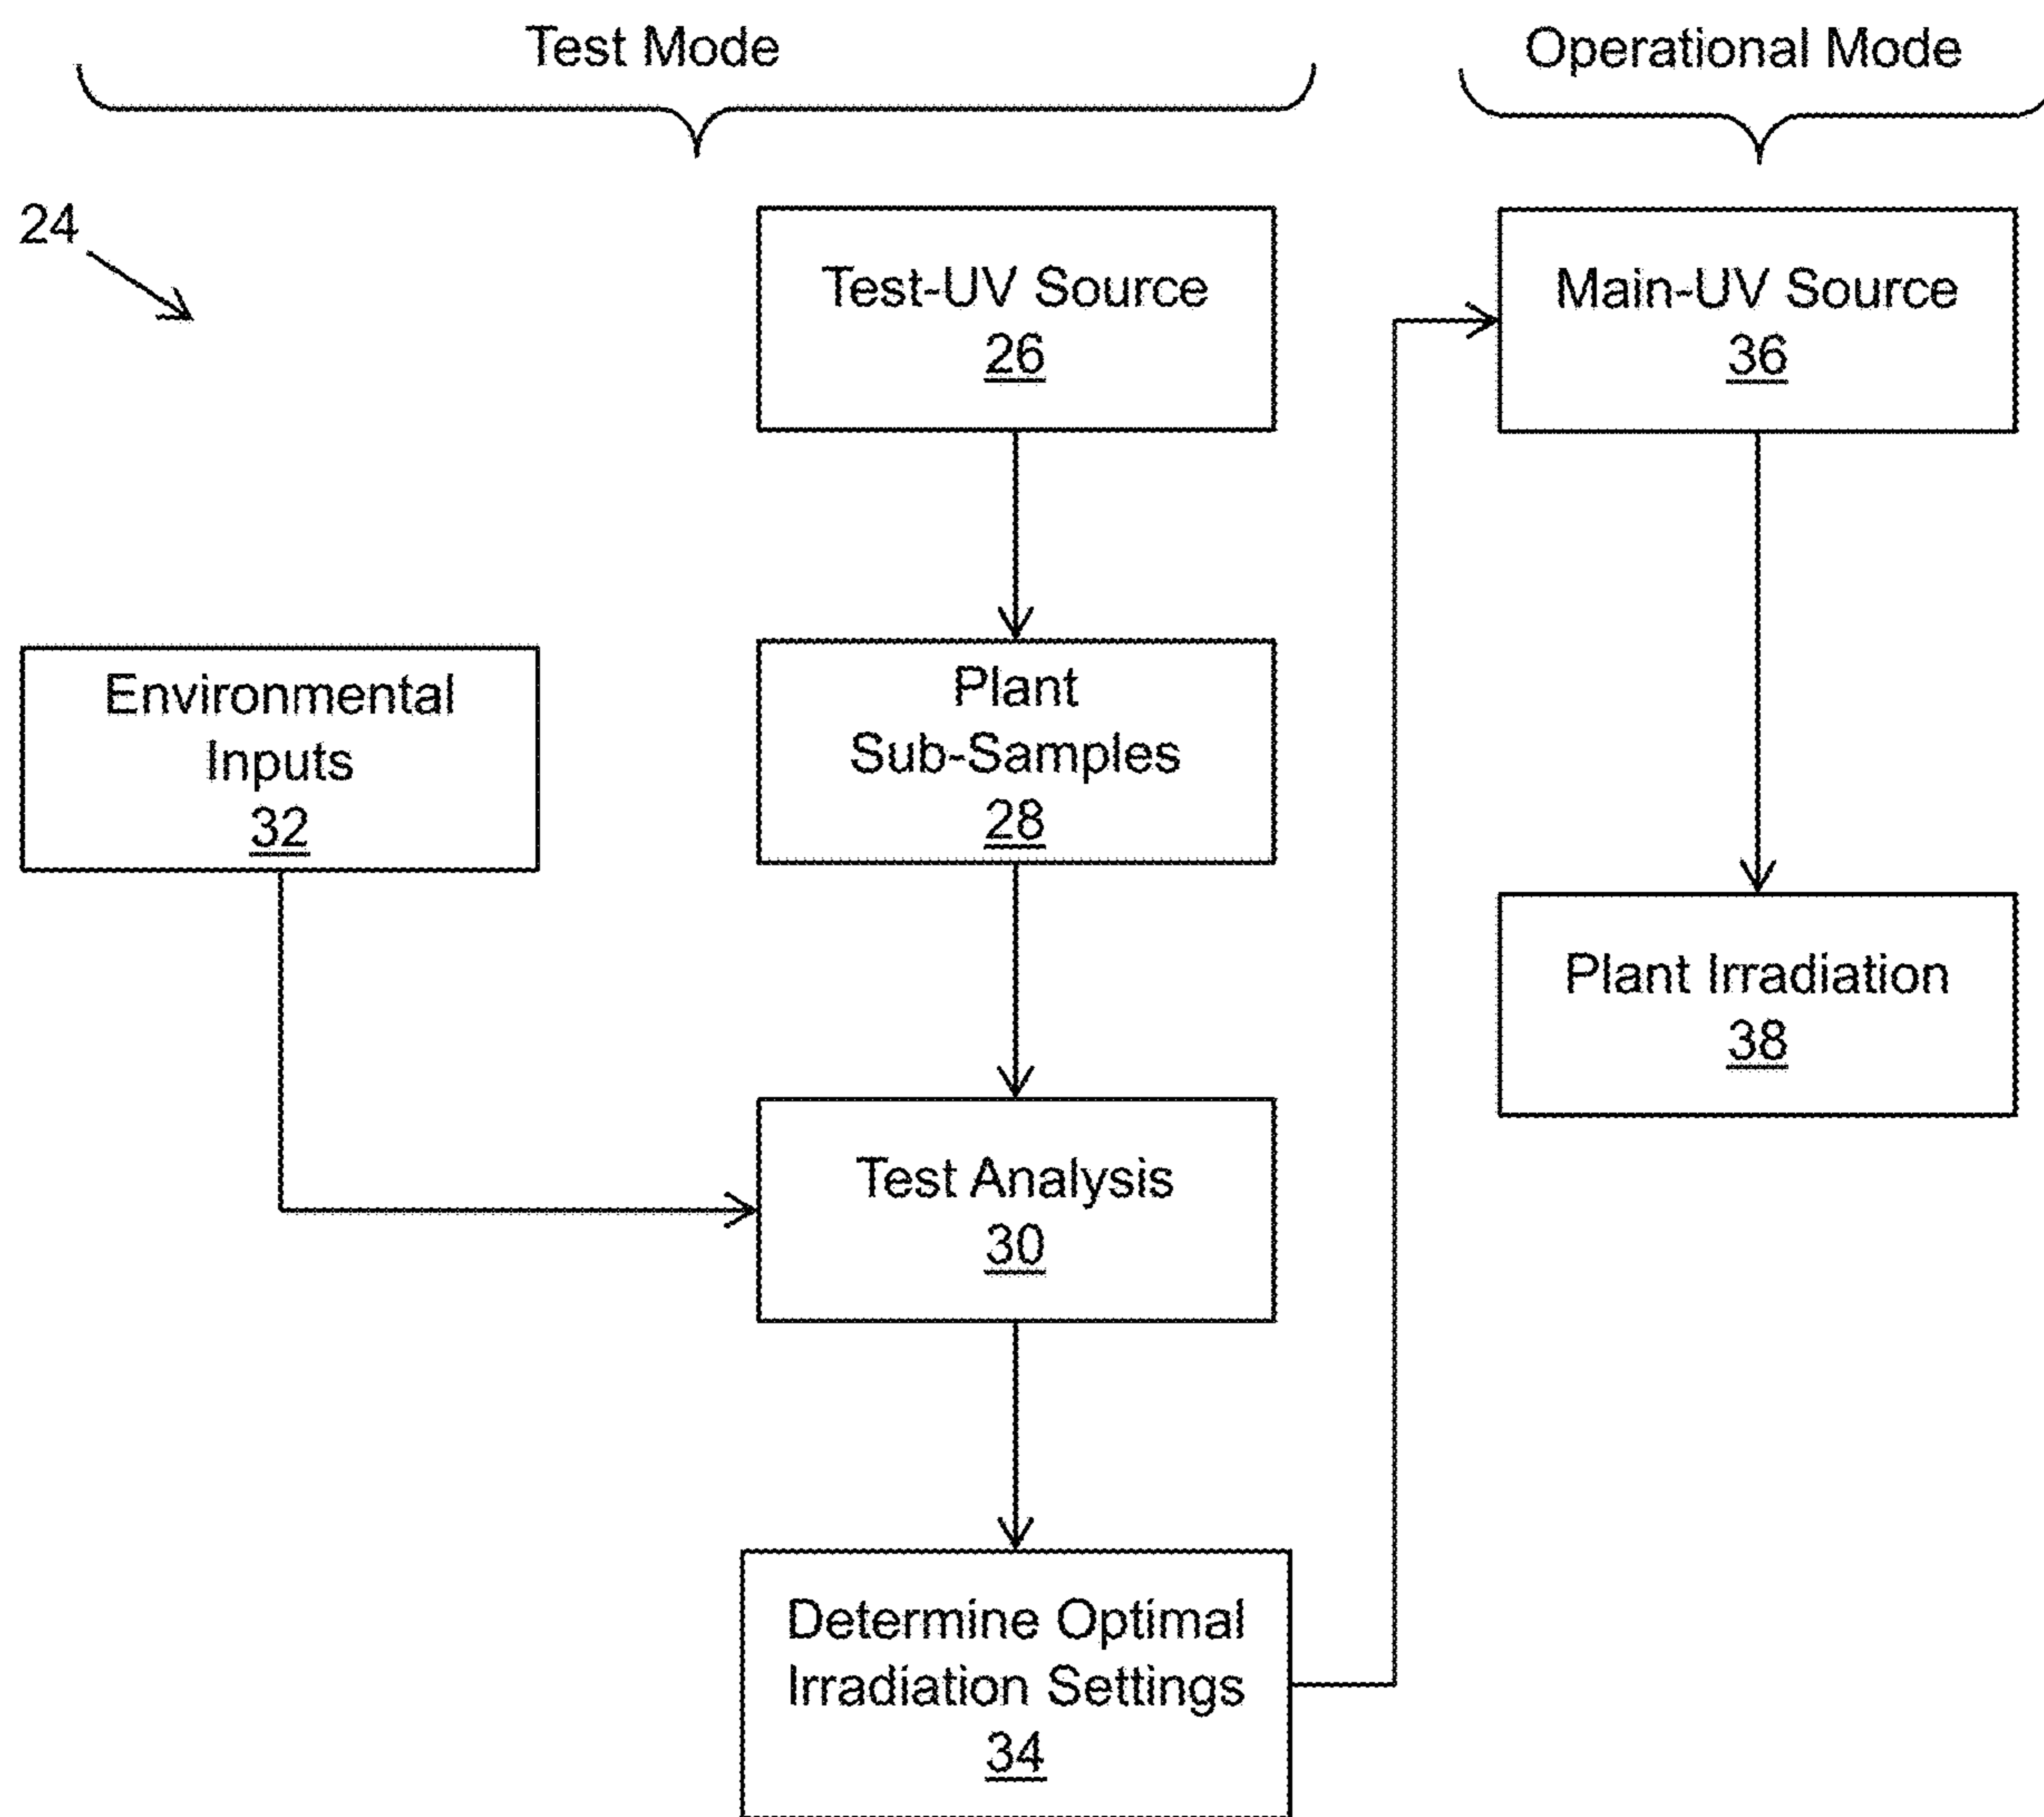 Test Mode
Operational Mode
24
Test-UV Source
26
Main-UV Source
36
Environmental
Inputs
32
Plant
Sub-Samples
28
Plant Irradiation
38
Test Analysis
30
Determine Optimal
Irradiation Settings
34